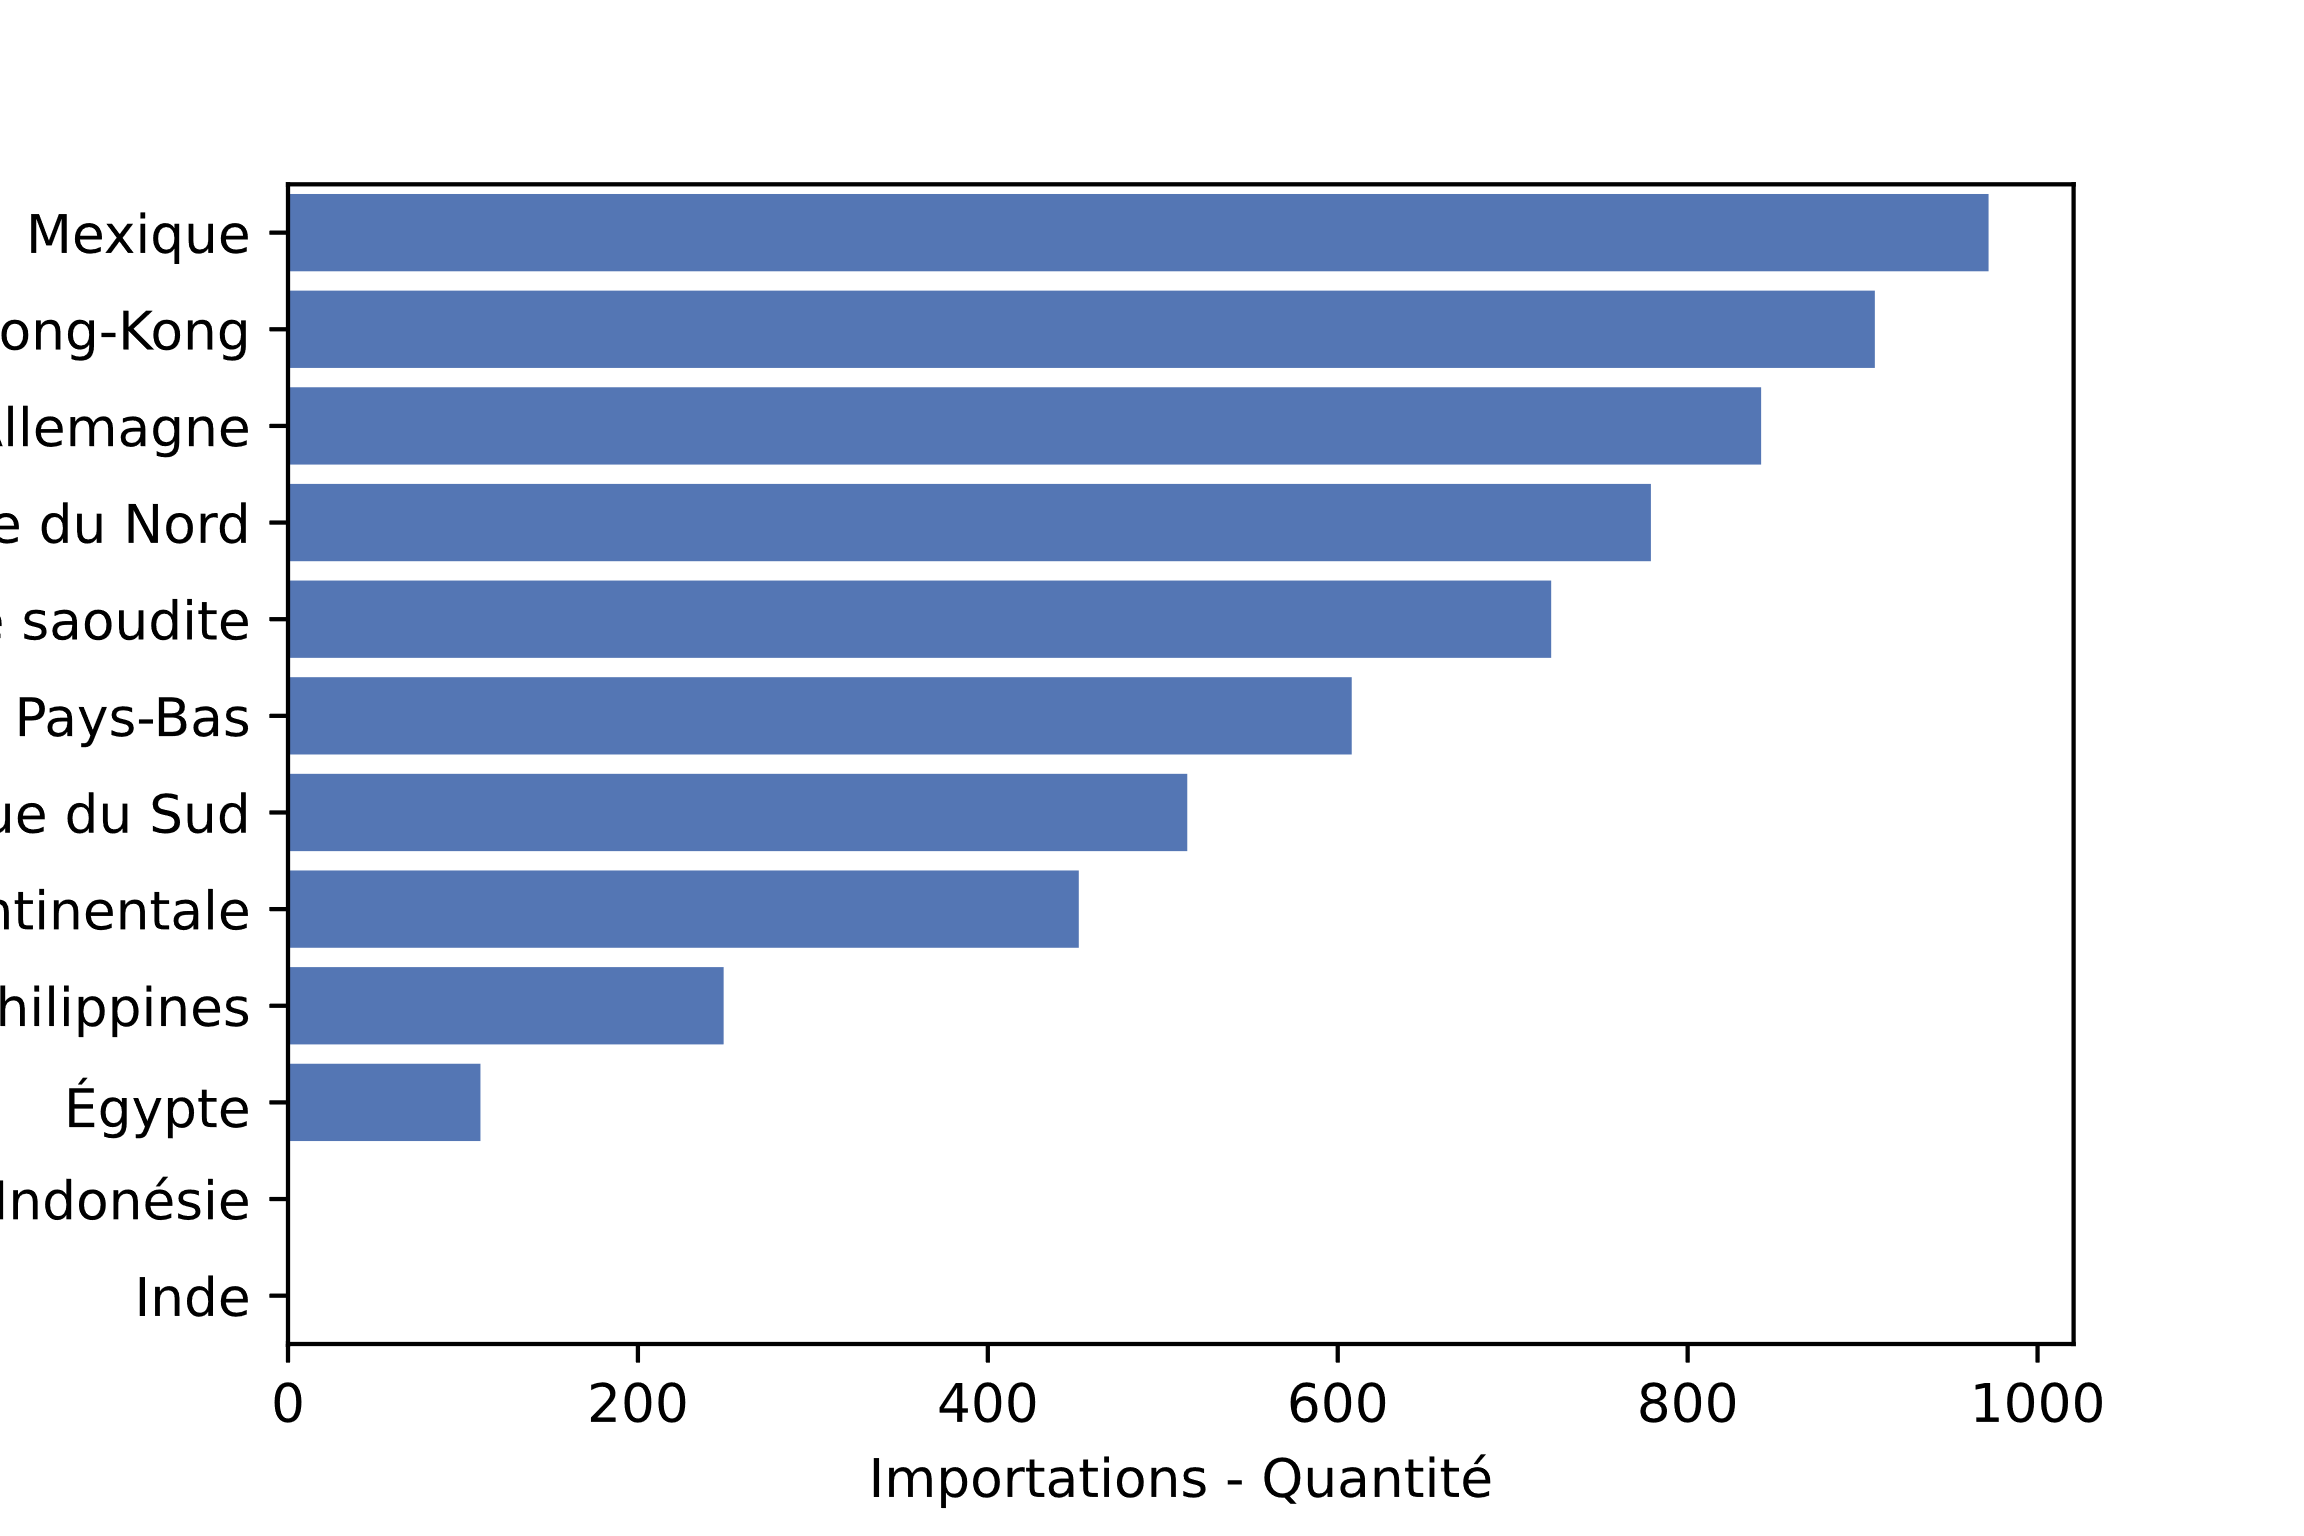 Mexique
ong-Kong
llemagne
du Nord
saoudite
Pays-Bas
ue du Sud
ntinentale
hilippines
Égypte
Indonésie
Inde
0 200 400 600 800 1000
Importations - Quantité